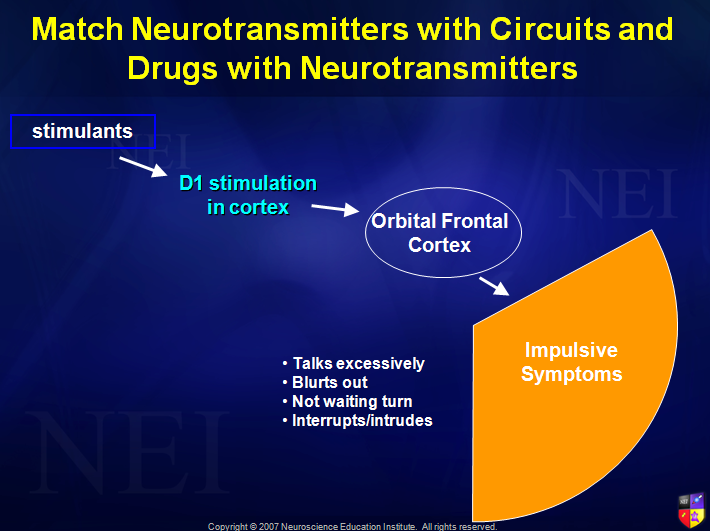 Match Neurotransmitters with Circuits and
Drugs with Neurotransmitters
stimulants
NEI
D1 stimulation
in cortex
NEI
Orbital Frontal
Cortex
Impulsive
Symptoms
• Talks excessively
• Blurts out
• Not waiting turn
• Interrupts/intrudes
NEI
Copyright © 2007 Neuroscience Education Institute. All rights reserved.